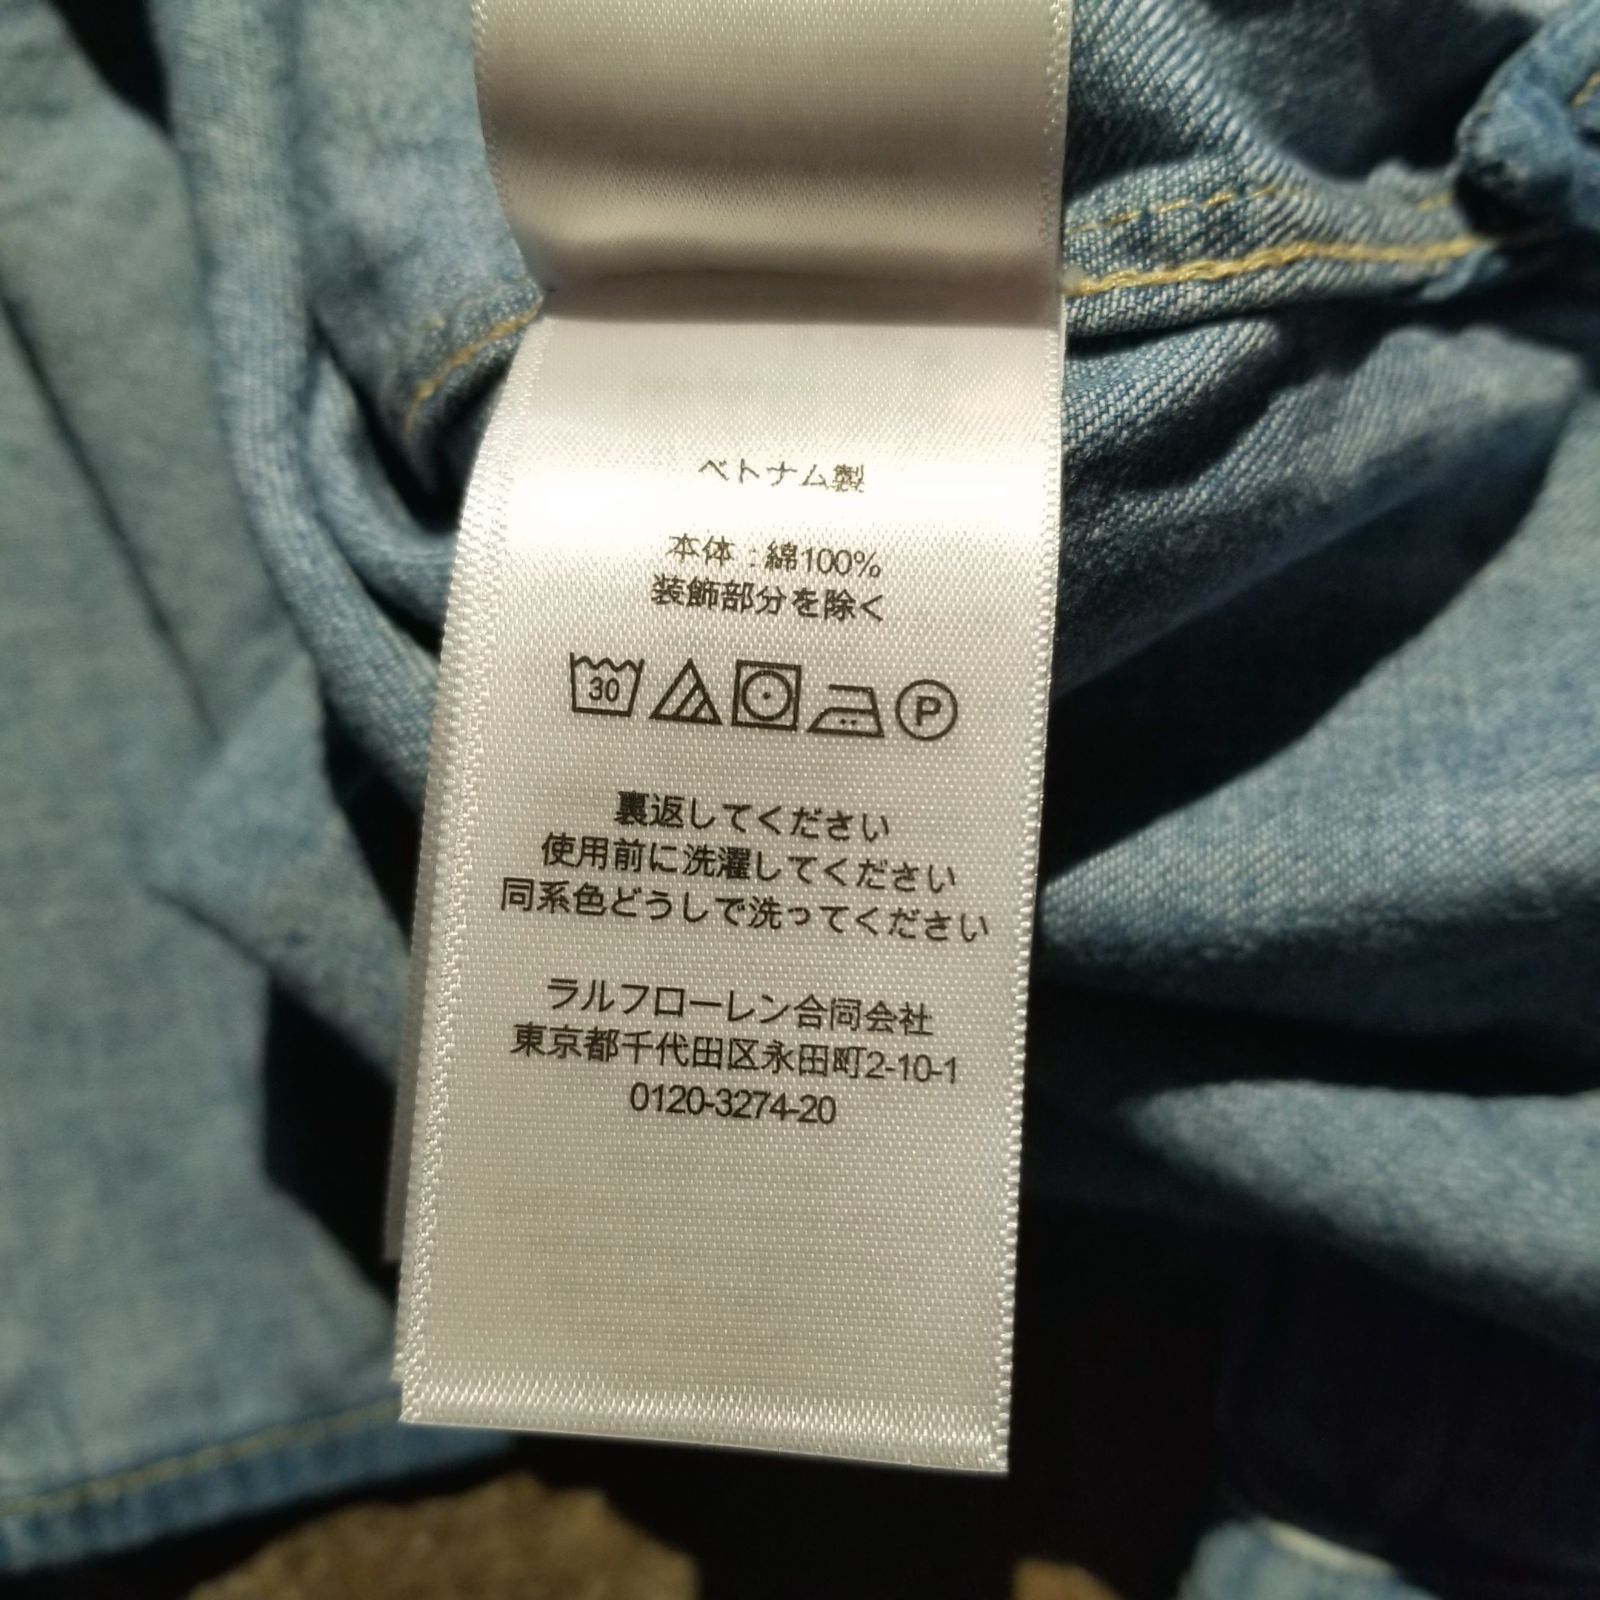 ベトナム製
本体 : 綿100%
装飾部分を除く
30 P
裏返してください
使用前に洗濯してください
同系色どうしで洗ってください
ラルフローレン合同会社
東京都千代田区永田町2-10-1
0120-3274-20